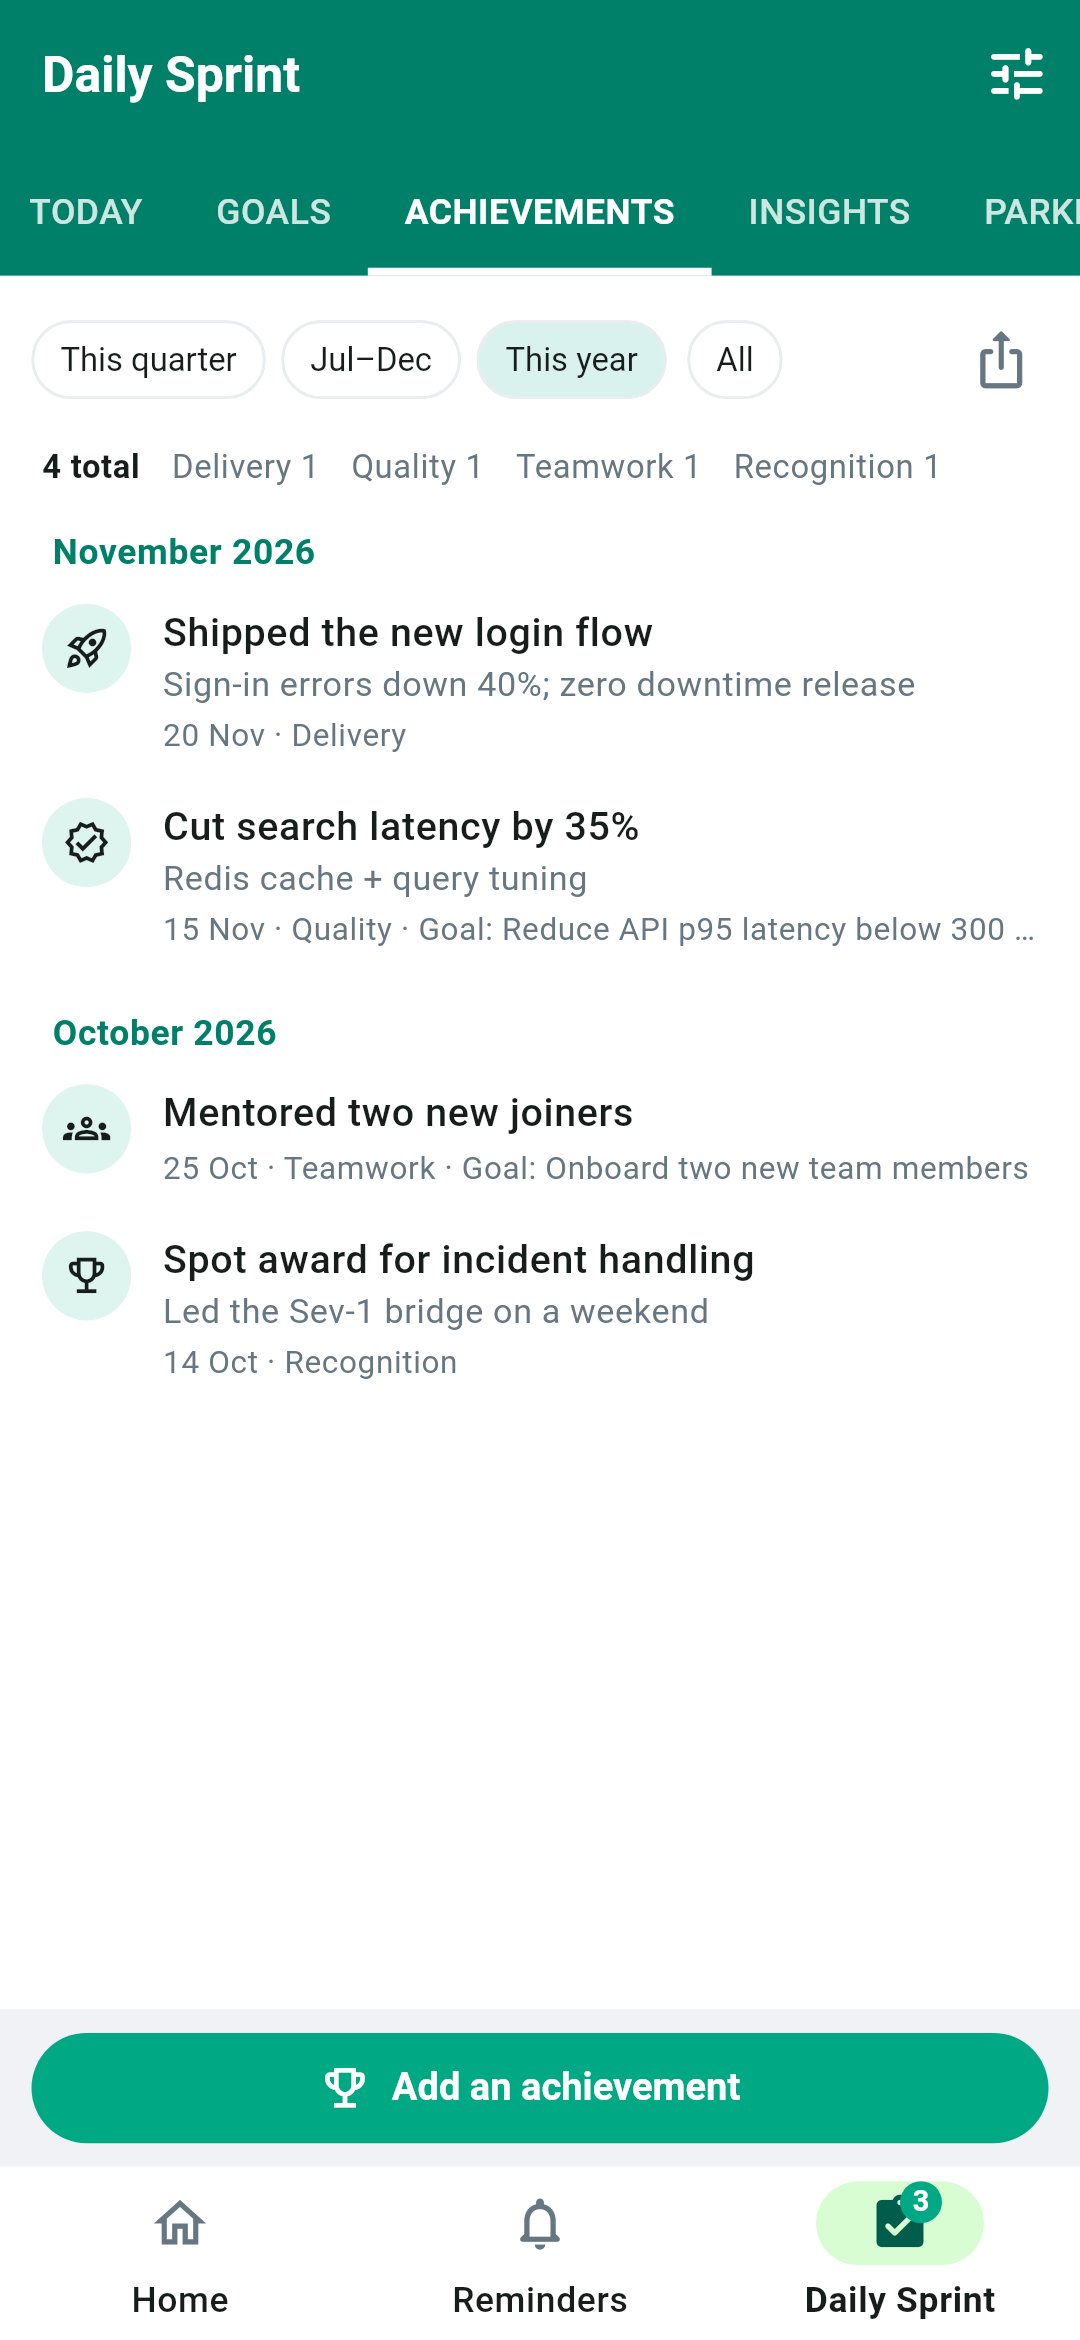 Daily Sprint
TODAY GOALS ACHIEVEMENTS INSIGHTS PARKI
This quarter Jul–Dec This year All
4 total Delivery 1 Quality 1 Teamwork 1 Recognition 1
November 2026
Shipped the new login flow
Sign-in errors down 40%; zero downtime release
20 Nov · Delivery
Cut search latency by 35%
Redis cache + query tuning
15 Nov · Quality · Goal: Reduce API p95 latency below 300 …
October 2026
Mentored two new joiners
25 Oct · Teamwork · Goal: Onboard two new team members
Spot award for incident handling
Led the Sev-1 bridge on a weekend
14 Oct · Recognition
Add an achievement
3
Home Reminders Daily Sprint